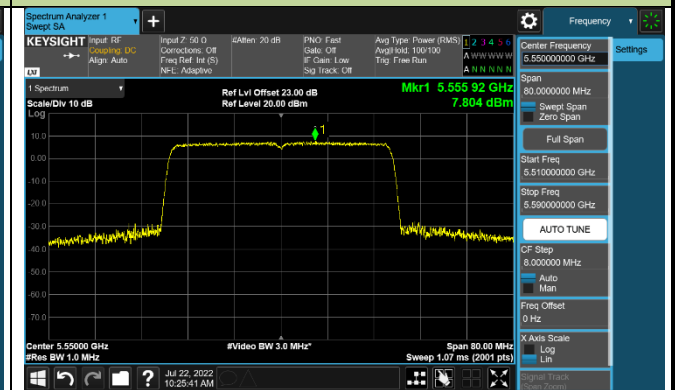 Spectrum Analyzer 1
Swept SA
+
Frequency
KEYSIGHT
Input: RF
Coupling: DC
Align: Auto
Input Z: 50 Ω
Corrections: Off
Freq Ref: Int (S)
NFE: Adaptive
#Atten: 20 dB
PNO: Fast
Gate: Off
IF Gain: Low
Sig Track: Off
Avg Type: Power (RMS)
Avg|Hold: 100/100
Trig: Free Run
1 2 3 4 5 6
A W W W W W
A N N N N N
LXI
1 Spectrum
Scale/Div 10 dB
Log
Ref Lvl Offset 23.00 dB
Ref Level 20.00 dBm
Mkr1 5.555 92 GHz
7.804 dBm
1
10.0
0.00
-10.0
-20.0
-30.0
-40.0
-50.0
-60.0
-70.0
Center 5.55000 GHz
#Res BW 1.0 MHz
#Video BW 3.0 MHz*
Span 80.00 MHz
Sweep 1.07 ms (2001 pts)
Jul 22, 2022
10:25:41 AM
?
Center Frequency
5.550000000 GHz
Settings
Span
80.0000000 MHz
Swept Span
Zero Span
Full Span
Start Freq
5.510000000 GHz
Stop Freq
5.590000000 GHz
AUTO TUNE
CF Step
8.000000 MHz
Auto
Man
Freq Offset
0 Hz
X Axis Scale
Log
Lin
Signal Track
(Span Zoom)